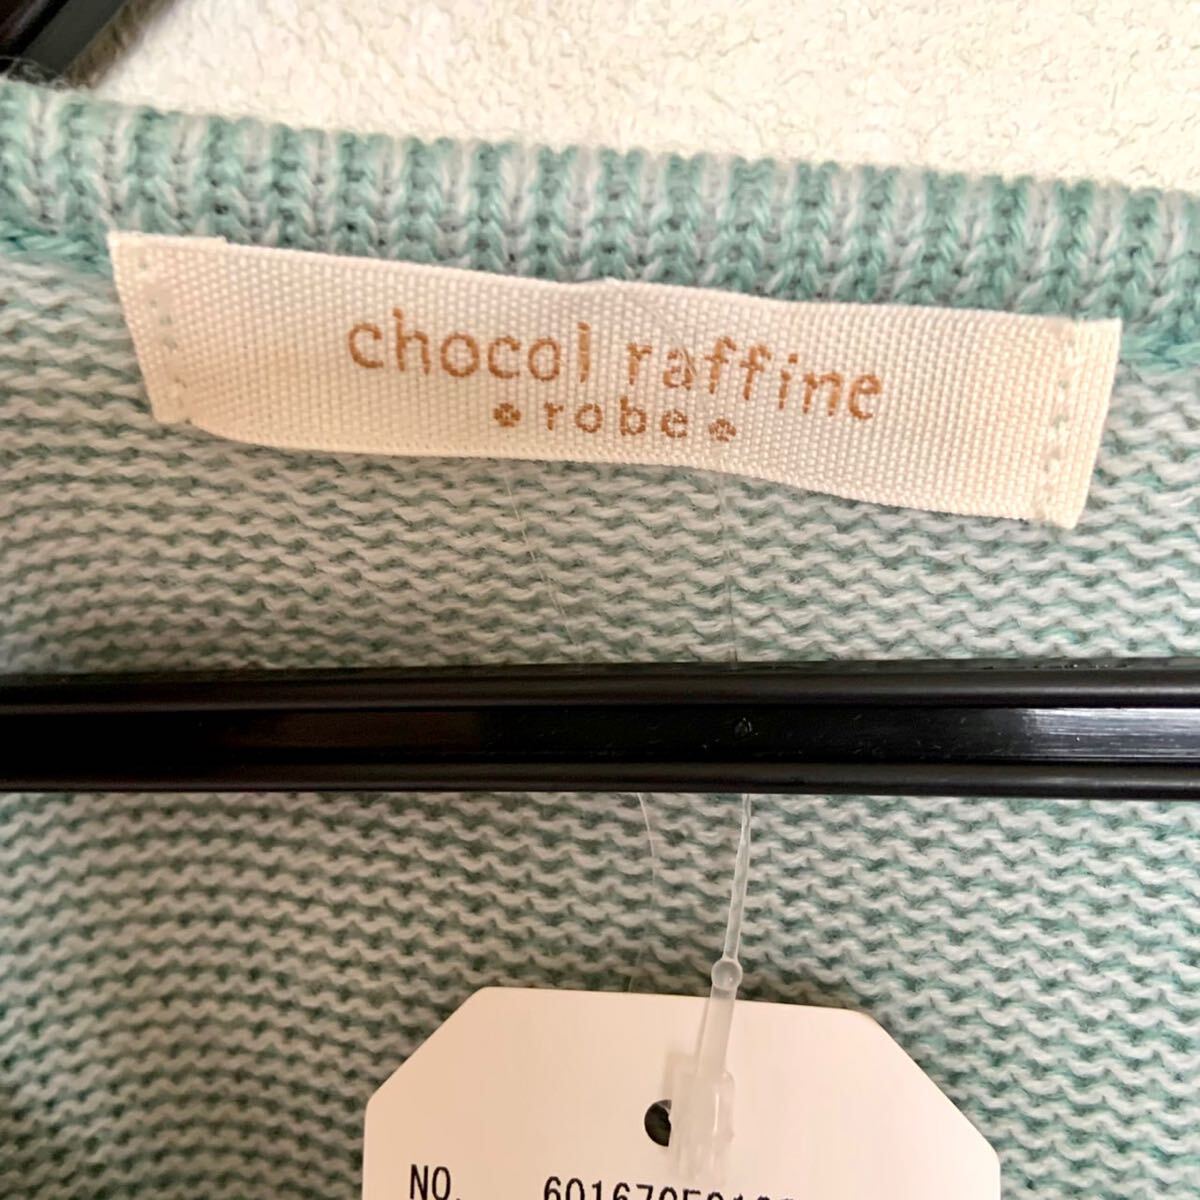 chocol raffine
robe
NO.